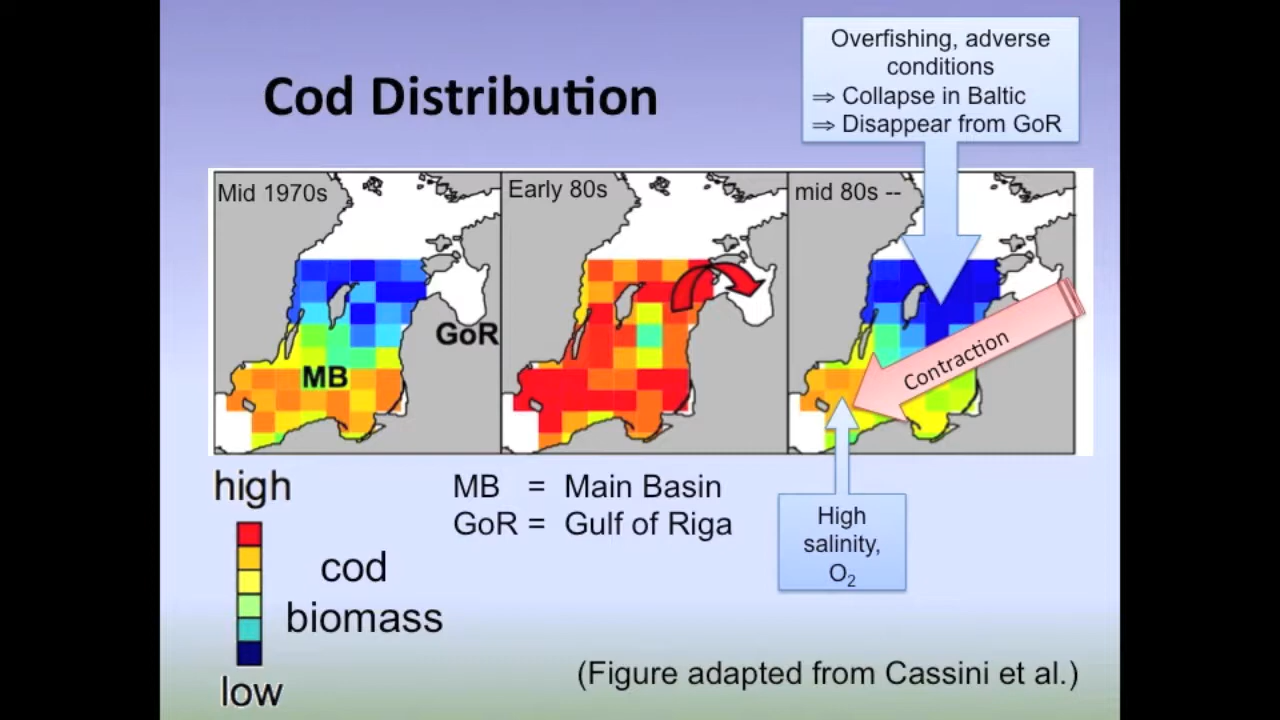 Cod Distribution
Overfishing, adverse
conditions
⇒ Collapse in Baltic
⇒ Disappear from GoR
Mid 1970s
Early 80s
mid 80s --
GoR
MB
Contraction
high
cod
biomass
low
MB = Main Basin
GoR = Gulf of Riga
High
salinity,
O₂
(Figure adapted from Cassini et al.)